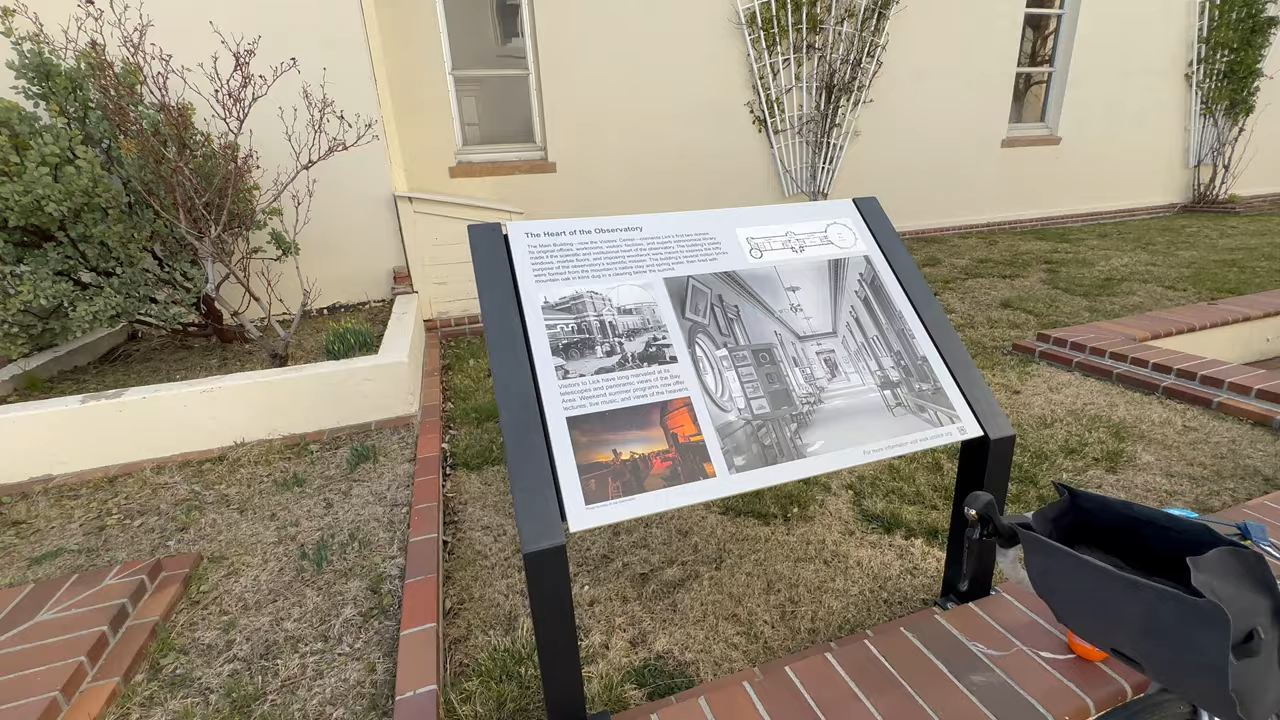 The Heart of the Observatory
The Main Building—now the Visitors' Center—contains Lick's first two domes.
Its original offices, workrooms, visitors' facilities, and superb astronomical library
made it the scientific and institutional heart of the observatory. The building's stately
windows, marble floors, and imposing woodwork were meant to express the lofty
purpose of the observatory's scientific mission. The building's several million bricks
were formed from the mountain's native clay and spring water, then fired with
mountain oak in kilns dug in a clearing below the summit.
Visitors to Lick have long marveled at its
telescopes and panoramic views of the Bay
Area. Weekend summer programs now offer
lectures, live music, and views of the heavens.
For more information visit